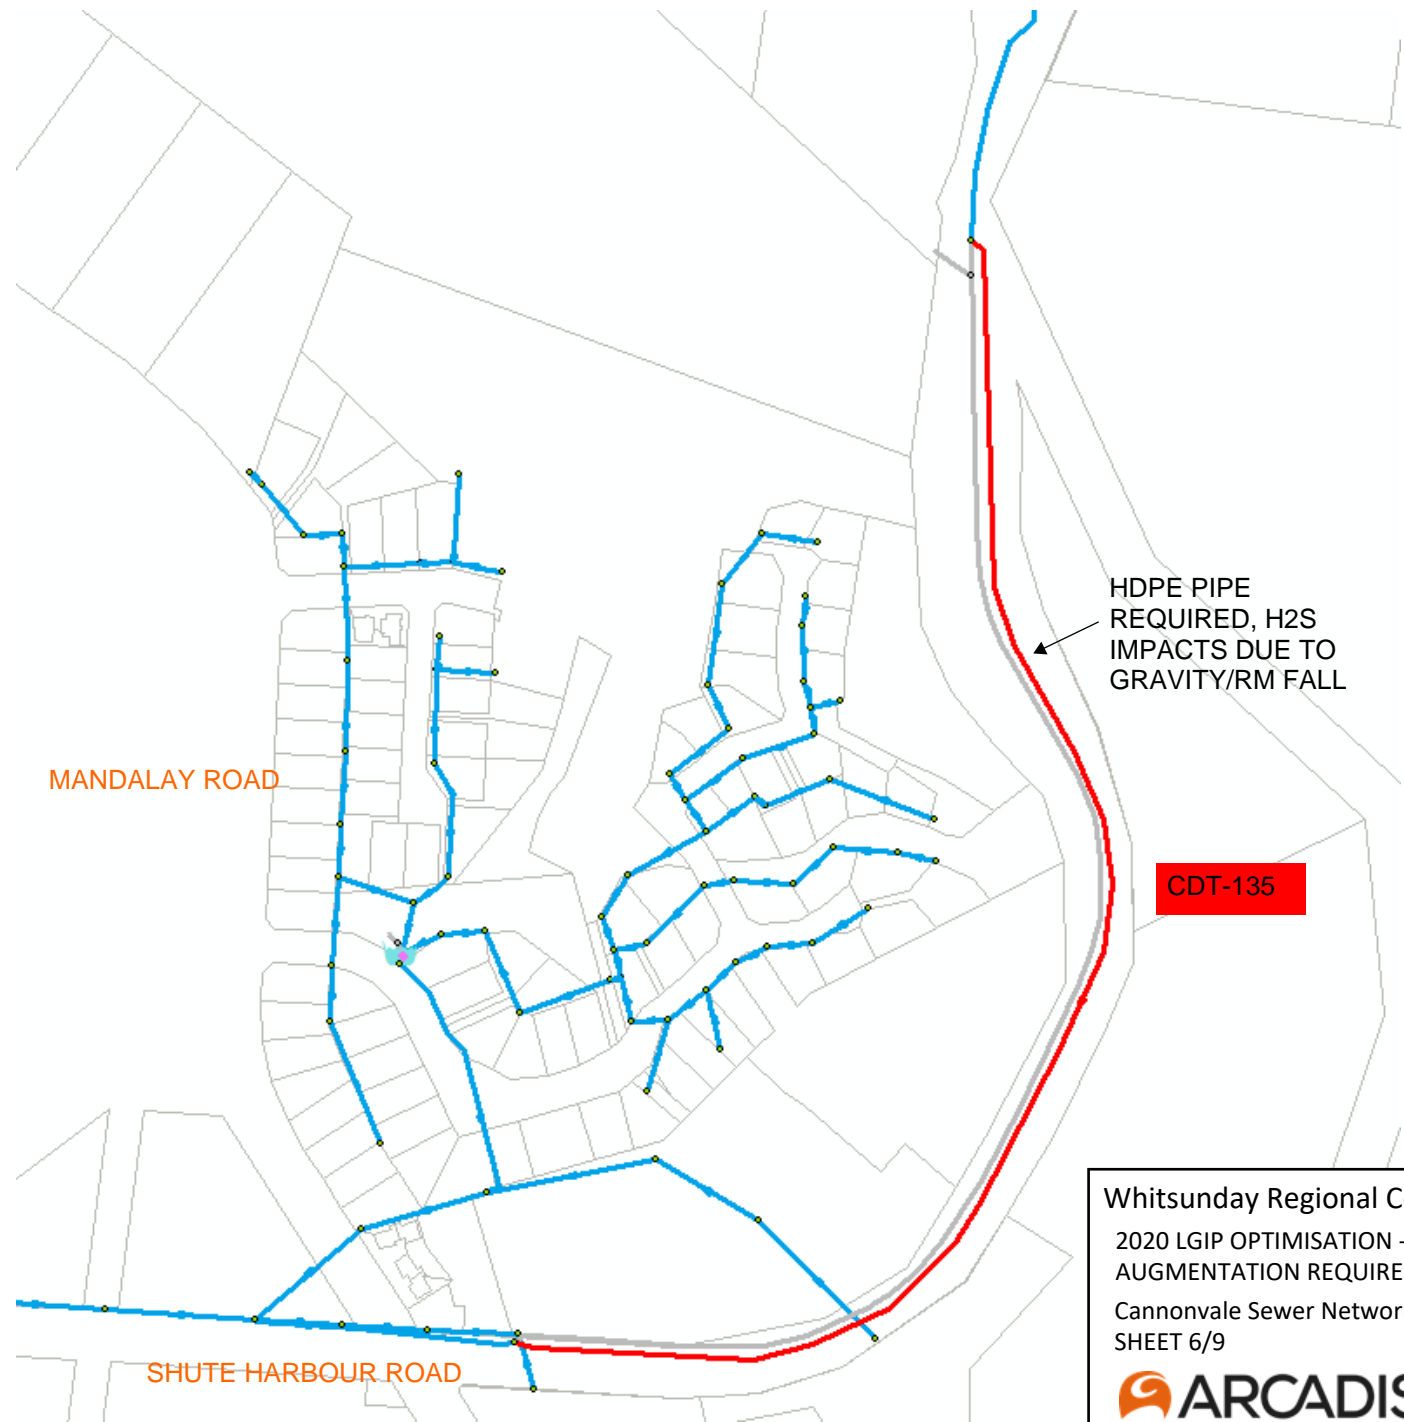 HDPE PIPE
REQUIRED, H2S
IMPACTS DUE TO
GRAVITY/RM FALL
MANDALAY ROAD
CDT-135
Whitsunday Regional C
2020 LGIP OPTIMISATION -
AUGMENTATION REQUIRE
Cannonvale Sewer Networ
SHEET 6/9
SHUTE HARBOUR ROAD
ARCADIS